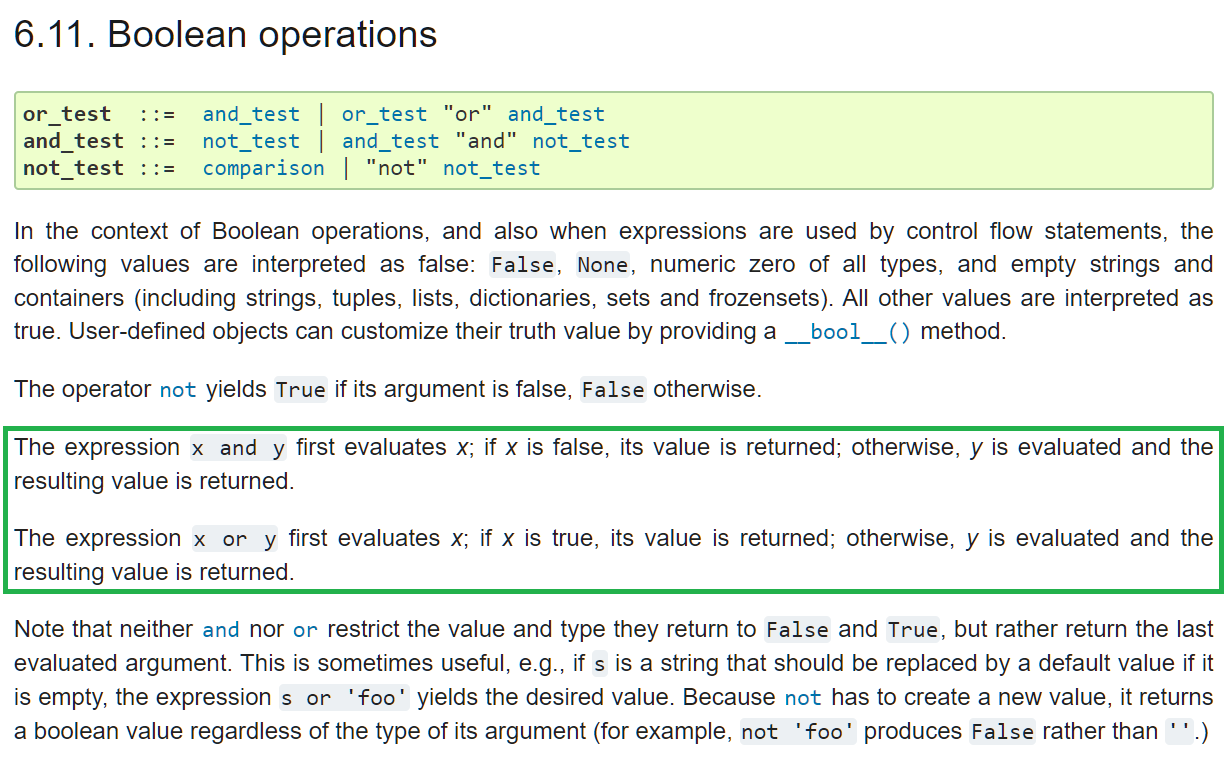 6.11. Boolean operations
or_test ::= and_test | or_test "or" and_test
and_test ::= not_test | and_test "and" not_test
not_test ::= comparison | "not" not_test
In the context of Boolean operations, and also when expressions are used by control flow statements, the
following values are interpreted as false: False, None, numeric zero of all types, and empty strings and
containers (including strings, tuples, lists, dictionaries, sets and frozensets). All other values are interpreted as
true. User-defined objects can customize their truth value by providing a __bool__() method.
The operator not yields True if its argument is false, False otherwise.
The expression x and y first evaluates x; if x is false, its value is returned; otherwise, y is evaluated and the
resulting value is returned.
The expression x or y first evaluates x; if x is true, its value is returned; otherwise, y is evaluated and the
resulting value is returned.
Note that neither and nor or restrict the value and type they return to False and True, but rather return the last
evaluated argument. This is sometimes useful, e.g., if s is a string that should be replaced by a default value if it
is empty, the expression s or 'foo' yields the desired value. Because not has to create a new value, it returns
a boolean value regardless of the type of its argument (for example, not 'foo' produces False rather than ''.)